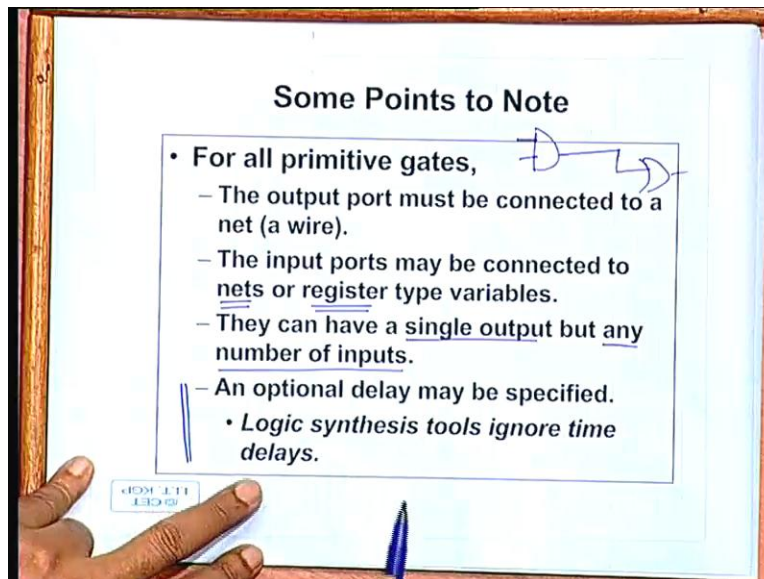 Some Points to Note
• For all primitive gates,
– The output port must be connected to a
net (a wire).
– The input ports may be connected to
nets or register type variables.
– They can have a single output but any
number of inputs.
– An optional delay may be specified.
• Logic synthesis tools ignore time
delays.
© CET
I.I.T. KGP